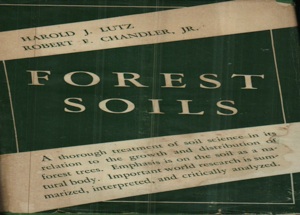 HAROLD J. LUTZ
ROBERT F. CHANDLER, JR.
FOREST
SOILS
A thorough treatment of soil science in its
relation to the growth and distribution of
forest trees. Emphasis is on the soil as a na-
tural body. Important world research is sum-
marized, interpreted, and critically analyzed.